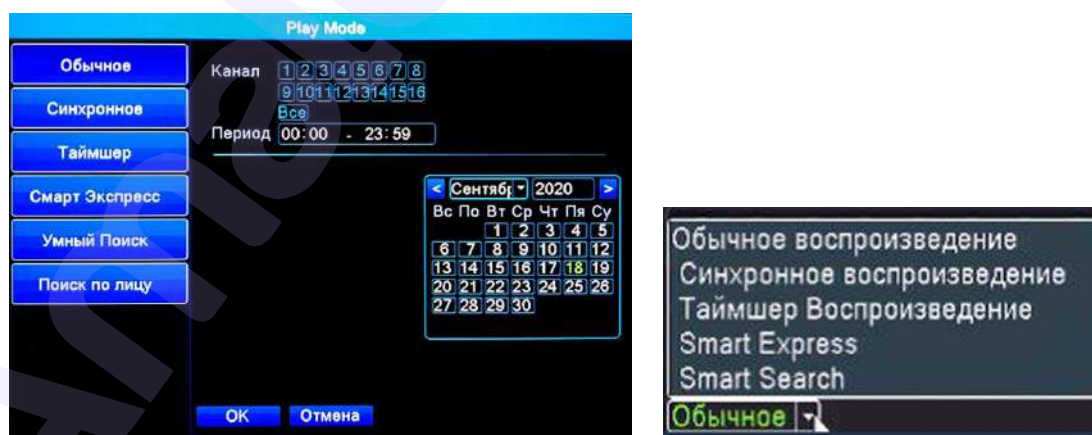 Play Mode
Обычное
Синхронное
Таймшер
Смарт Экспресс
Умный Поиск
Поиск по лицу
Канал 1 2 3 4 5 6 7 8
9 10 11 12 13 14 15 16
Все
Период 00:00 - 23:59
< Сентябр 2020 >
Вс По Вт Ср Чт Пя Су
1 2 3 4 5
6 7 8 9 10 11 12
13 14 15 16 17 18 19
20 21 22 23 24 25 26
27 28 29 30
OK Отмена
Обычное воспроизведение
Синхронное воспроизведение
Таймшер Воспроизведение
Smart Express
Smart Search
Обычное